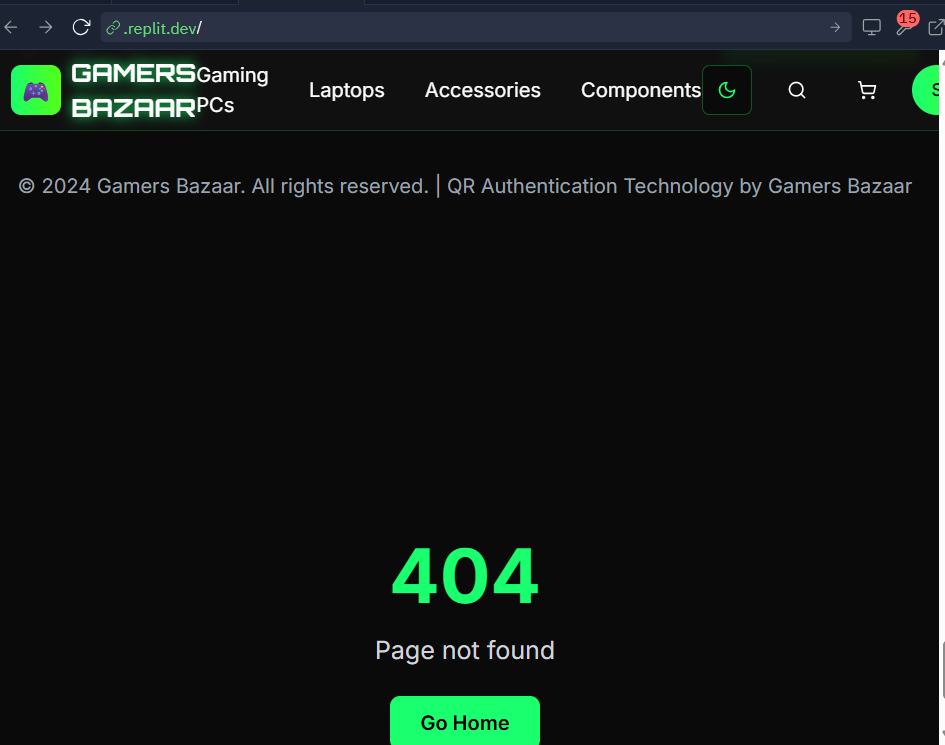 .replit.dev/
15
GAMERS
BAZAAR
Gaming
PCs
Laptops
Accessories
Components
S
© 2024 Gamers Bazaar. All rights reserved. | QR Authentication Technology by Gamers Bazaar
404
Page not found
Go Home